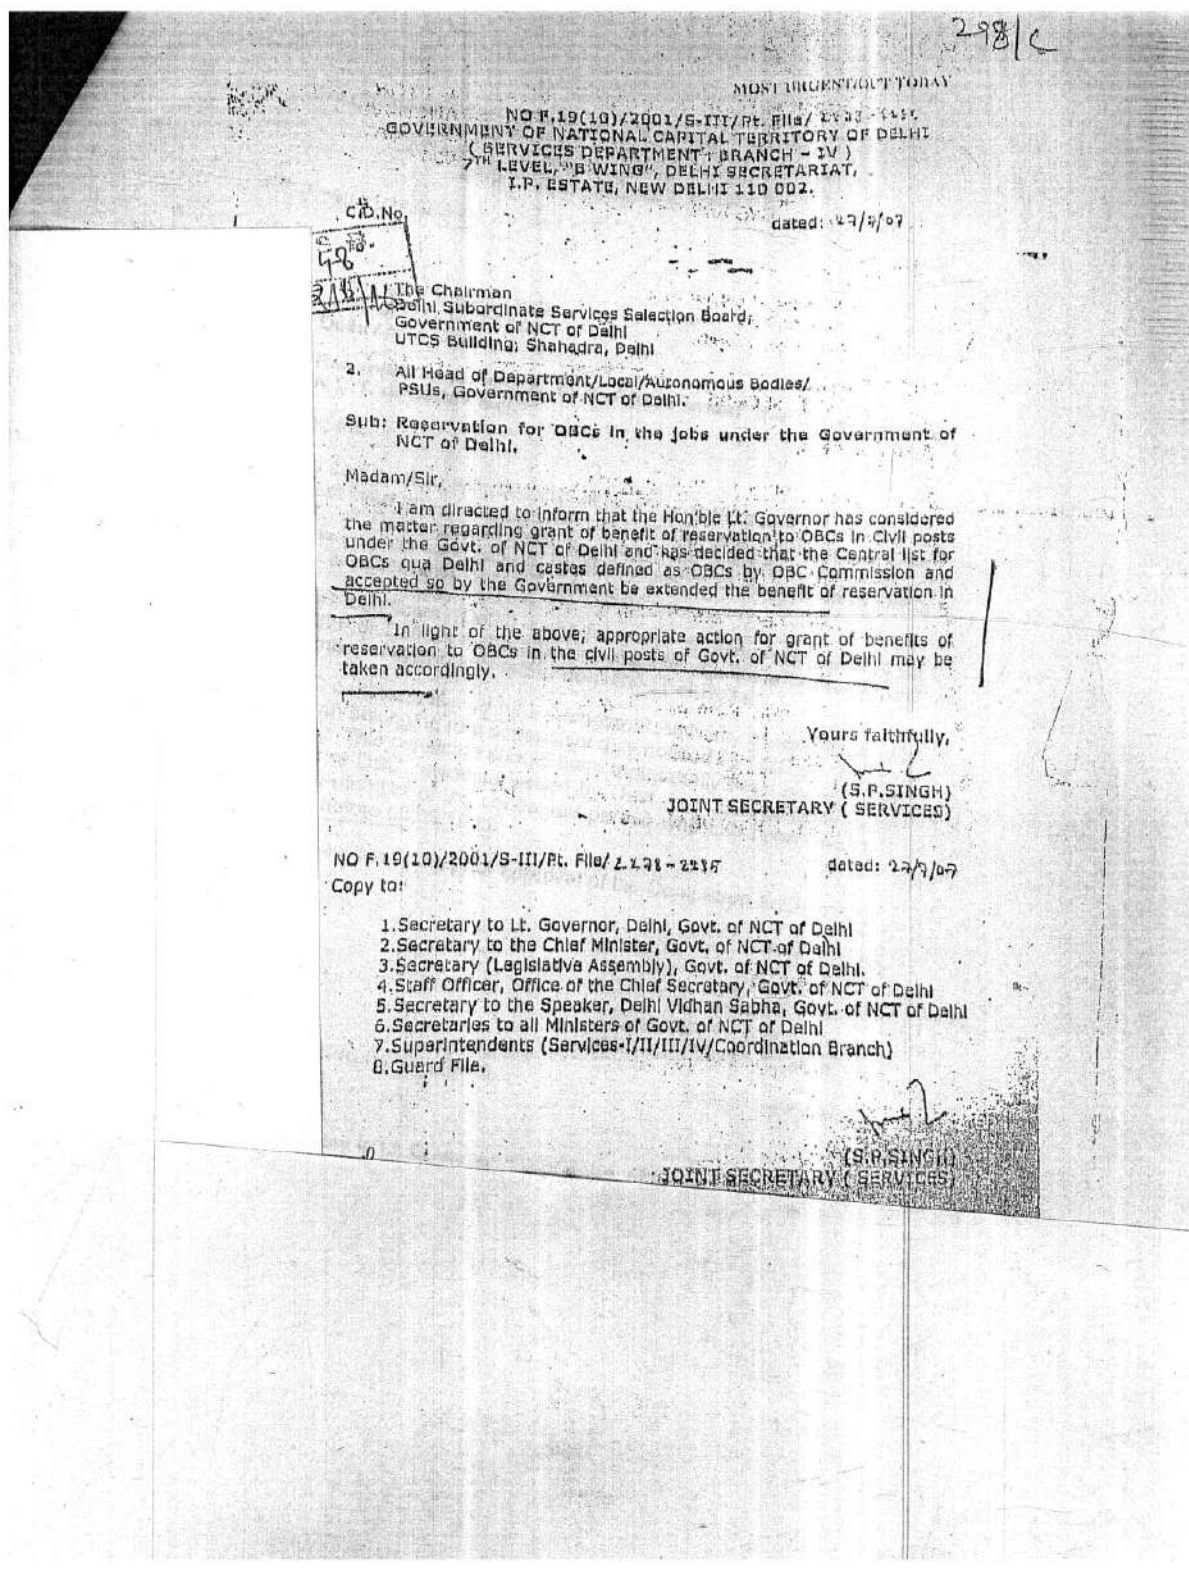 298/C
MOST URGENT/OUT TODAY
NO F.19(10)/2001/S-III/Pt. File/
GOVERNMENT OF NATIONAL CAPITAL TERRITORY OF DELHI
( SERVICES DEPARTMENT : BRANCH - IV )
7TH LEVEL, "B WING", DELHI SECRETARIAT,
I.P. ESTATE, NEW DELHI 110 002.
dated: 27/7/07
The Chairman
Delhi Subordinate Services Selection Board,
Government of NCT of Delhi
UTCS Building, Shahadra, Delhi
2. All Head of Department/Local/Autonomous Bodies/
PSUs, Government of NCT of Delhi.
Sub: Reservation for OBCs in the jobs under the Government of
NCT of Delhi.
Madam/Sir,
I am directed to inform that the Hon'ble Lt. Governor has considered
the matter regarding grant of benefit of reservation to OBCs in Civil posts
under the Govt. of NCT of Delhi and has decided that the Central list for
OBCs qua Delhi and castes defined as OBCs by OBC Commission and
accepted so by the Government be extended the benefit of reservation in
Delhi.
In light of the above, appropriate action for grant of benefits of
reservation to OBCs in the civil posts of Govt. of NCT of Delhi may be
taken accordingly.
Yours faithfully,
(S.P.SINGH)
JOINT SECRETARY ( SERVICES)
NO F.19(10)/2001/S-III/Pt. File/ dated: 27/7/07
Copy to:
1.Secretary to Lt. Governor, Delhi, Govt. of NCT of Delhi
2.Secretary to the Chief Minister, Govt. of NCT of Delhi
3.Secretary (Legislative Assembly), Govt. of NCT of Delhi.
4.Staff Officer, Office of the Chief Secretary, Govt. of NCT of Delhi
5.Secretary to the Speaker, Delhi Vidhan Sabha, Govt. of NCT of Delhi
6.Secretaries to all Ministers of Govt. of NCT of Delhi
7.Superintendents (Services-I/II/III/IV/Coordination Branch)
8.Guard File.
(S.P.SINGH)
JOINT SECRETARY ( SERVICES)